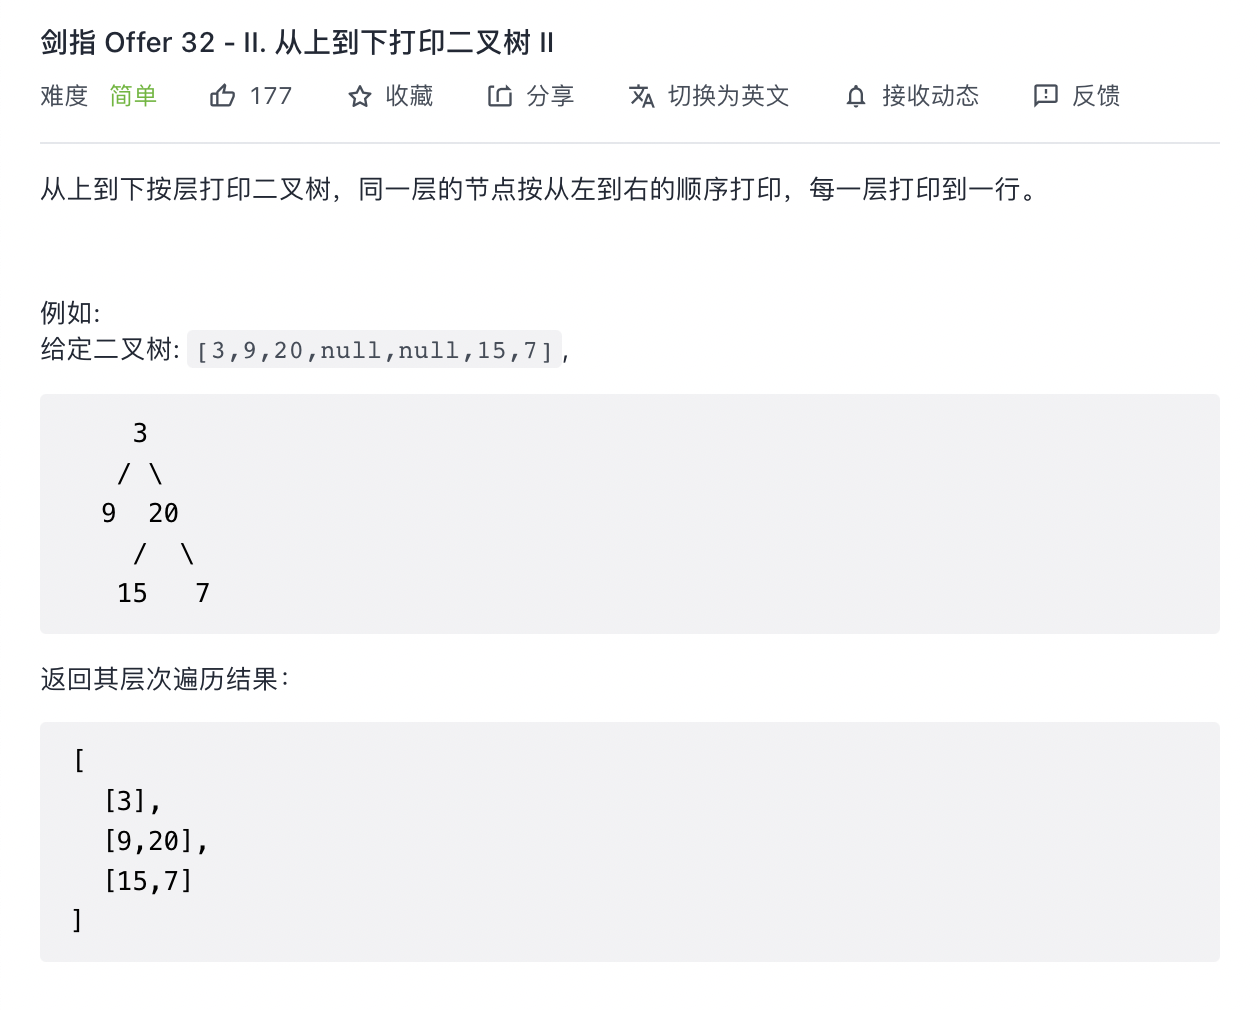 剑指 Offer 32 - II. 从上到下打印二叉树 II
难度 简单 177 收藏 分享 切换为英文 接收动态 反馈
从上到下按层打印二叉树，同一层的节点按从左到右的顺序打印，每一层打印到一行。
例如:
给定二叉树: [3,9,20,null,null,15,7],
    3
   / \
  9  20
    /  \
   15   7
返回其层次遍历结果：
[
  [3],
  [9,20],
  [15,7]
]